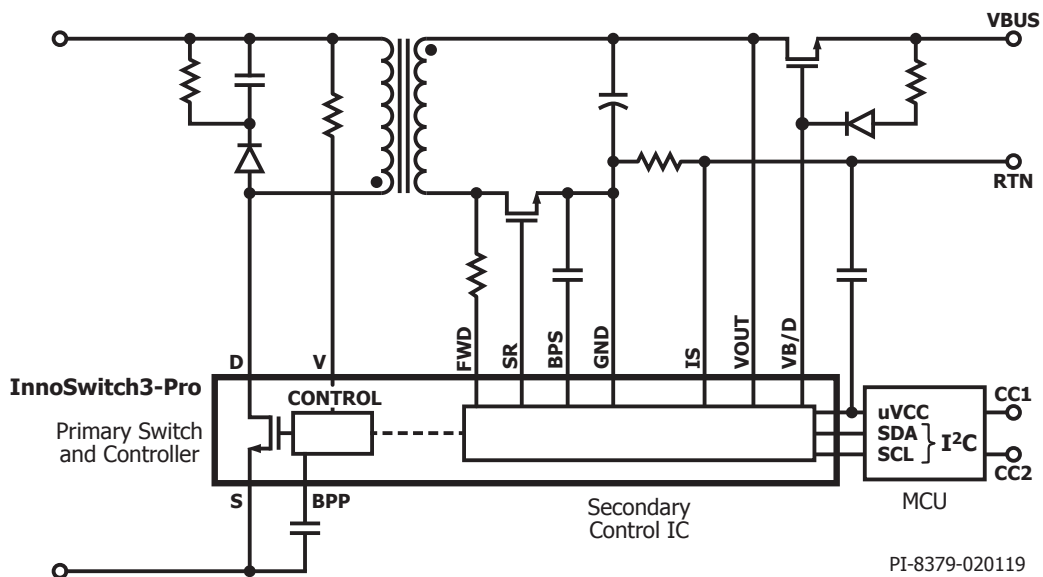 VBUS
RTN
FWD
SR
BPS
GND
IS
VOUT
VB/D
D
V
InnoSwitch3-Pro
CONTROL
Primary Switch
and Controller
uVCC
SDA
SCL
I²C
CC1
CC2
S
BPP
Secondary
Control IC
MCU
PI-8379-020119